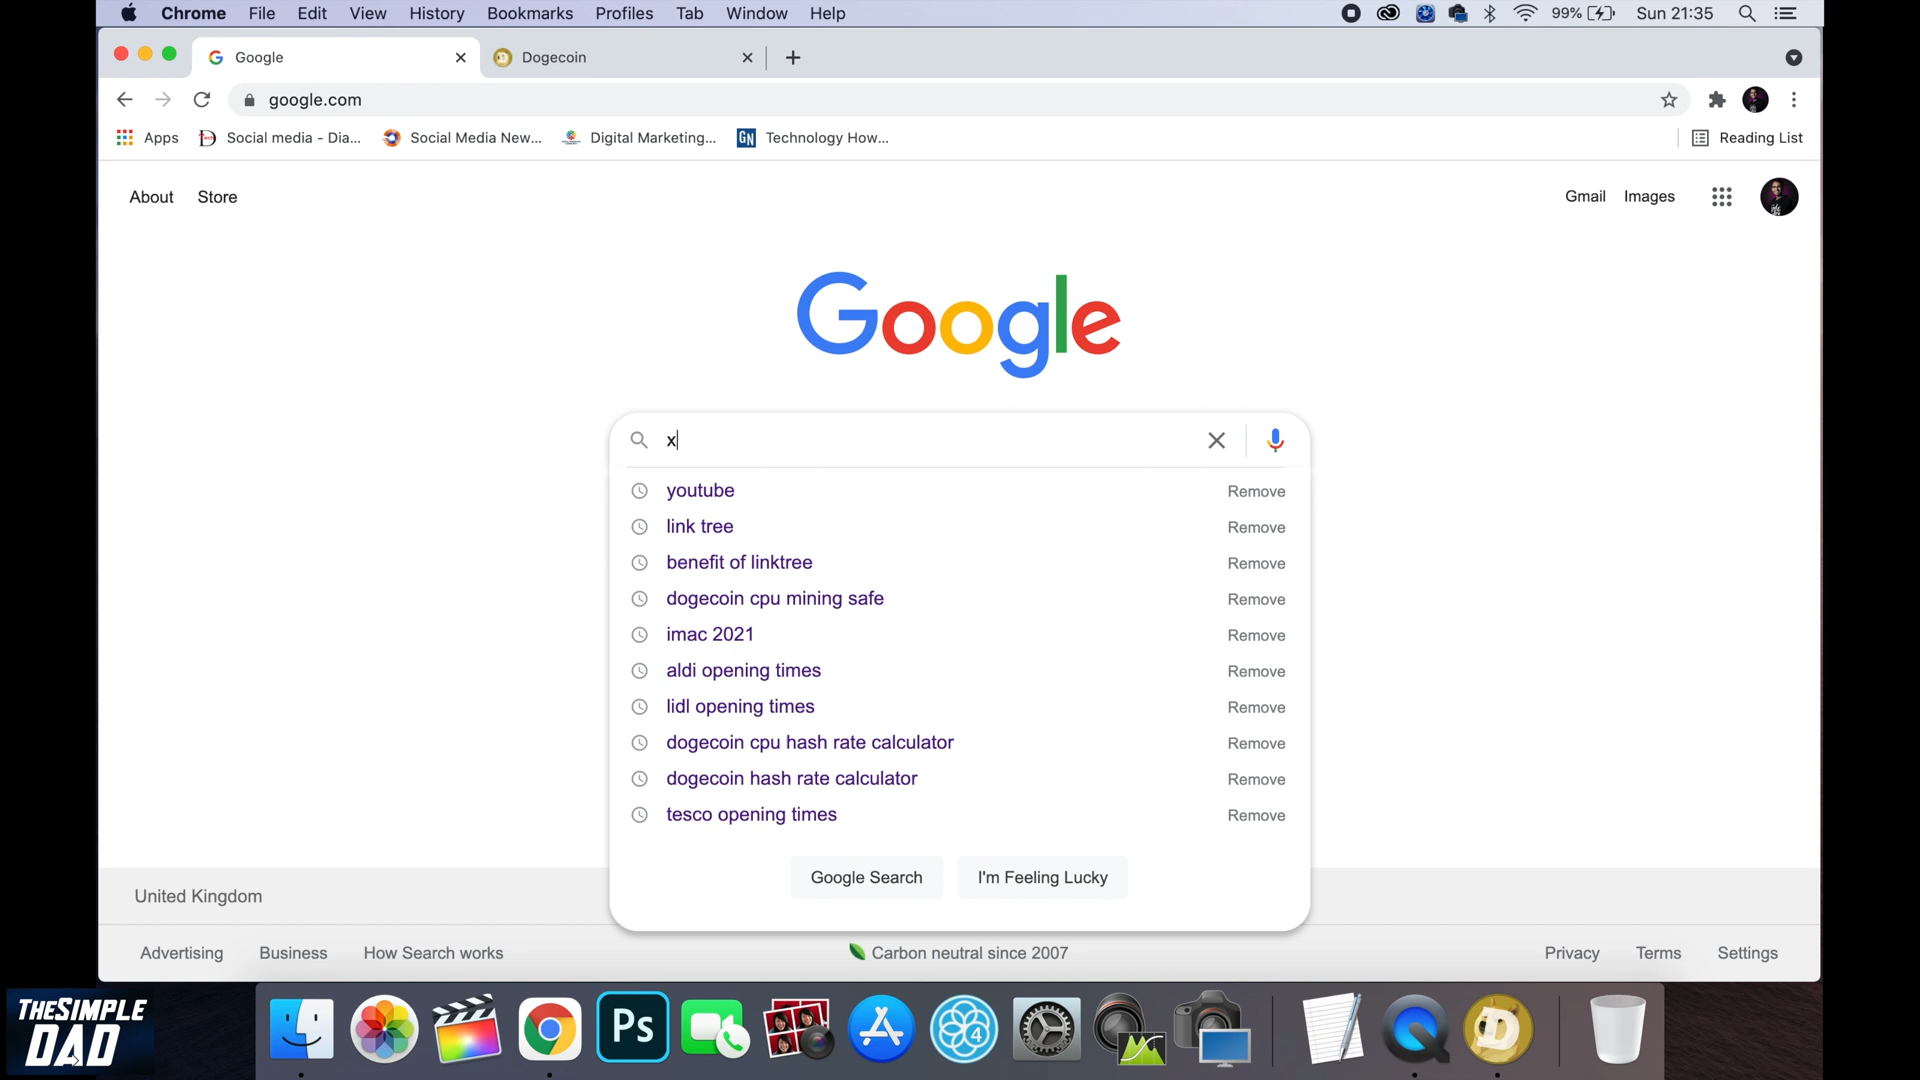 Chrome File Edit View History Bookmarks Profiles Tab Window Help 99% Sun 21:35
Google Dogecoin
google.com
Apps Social media - Dia... Social Media New... Digital Marketing... GN Technology How... Reading List
About Store Gmail Images
Google
x
youtube Remove
link tree Remove
benefit of linktree Remove
dogecoin cpu mining safe Remove
imac 2021 Remove
aldi opening times Remove
lidl opening times Remove
dogecoin cpu hash rate calculator Remove
dogecoin hash rate calculator Remove
tesco opening times Remove
Google Search I'm Feeling Lucky
United Kingdom
Advertising Business How Search works Carbon neutral since 2007 Privacy Terms Settings
THESIMPLE
DAD
Ps 4 D